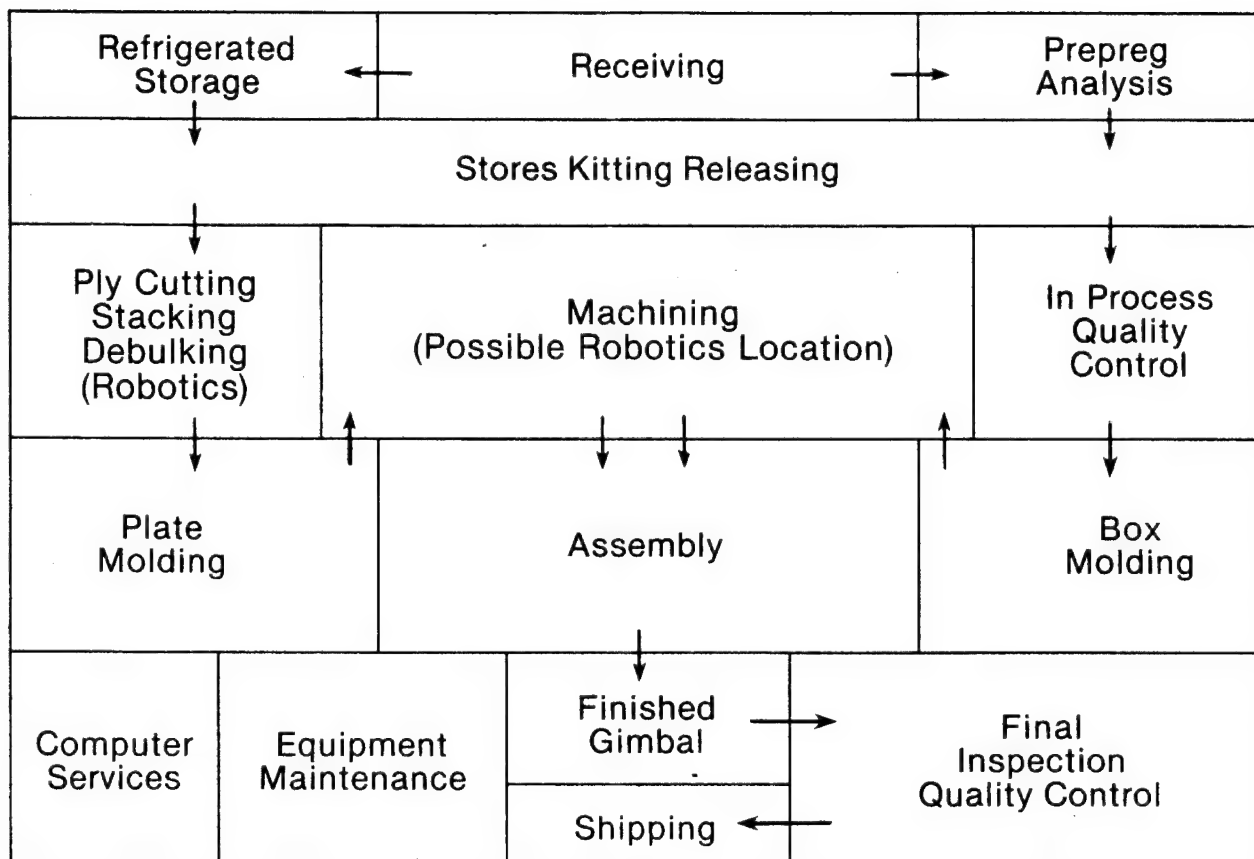 Refrigerated
Storage
Receiving
Prepreg
Analysis
Stores Kitting Releasing
Ply Cutting
Stacking
Debulking
(Robotics)
Machining
(Possible Robotics Location)
In Process
Quality
Control
Plate
Molding
Assembly
Box
Molding
Computer
Services
Equipment
Maintenance
Finished
Gimbal
Shipping
Final
Inspection
Quality Control